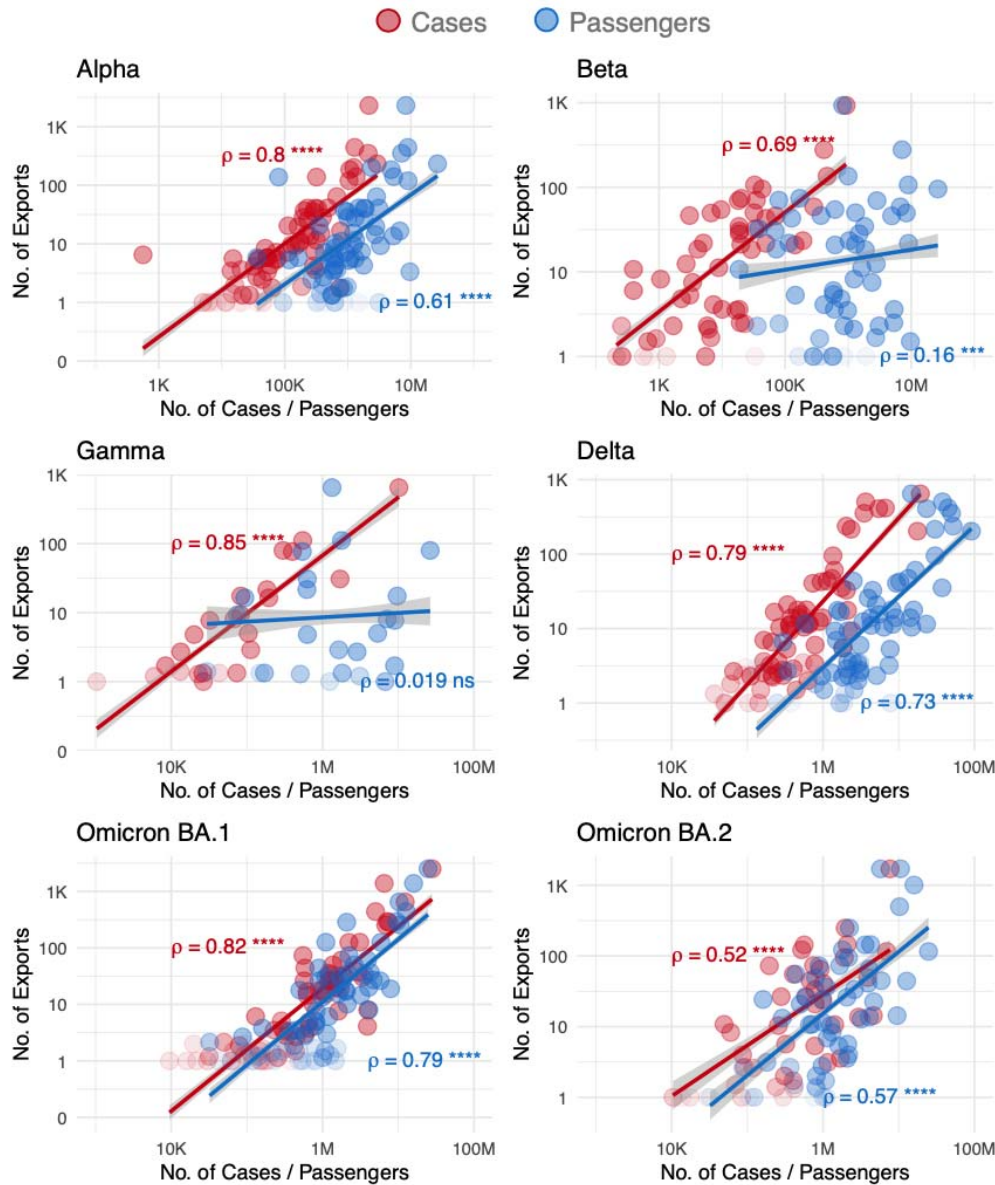 Cases Passengers
Alpha
No. of Exports
1K
100
10
1
0
ρ = 0.8 ****
ρ = 0.61 ****
1K 100K 10M
No. of Cases / Passengers
Beta
No. of Exports
1K
100
10
1
ρ = 0.69 ****
ρ = 0.16 ***
1K 100K 10M
No. of Cases / Passengers
Gamma
No. of Exports
1K
100
10
1
0
ρ = 0.85 ****
ρ = 0.019 ns
10K 1M 100M
No. of Cases / Passengers
Delta
No. of Exports
100
10
1
ρ = 0.79 ****
ρ = 0.73 ****
10K 1M 100M
No. of Cases / Passengers
Omicron BA.1
No. of Exports
1K
100
10
1
0
ρ = 0.82 ****
ρ = 0.79 ****
10K 1M 100M
No. of Cases / Passengers
Omicron BA.2
No. of Exports
1K
100
10
1
ρ = 0.52 ****
ρ = 0.57 ****
10K 1M 100M
No. of Cases / Passengers